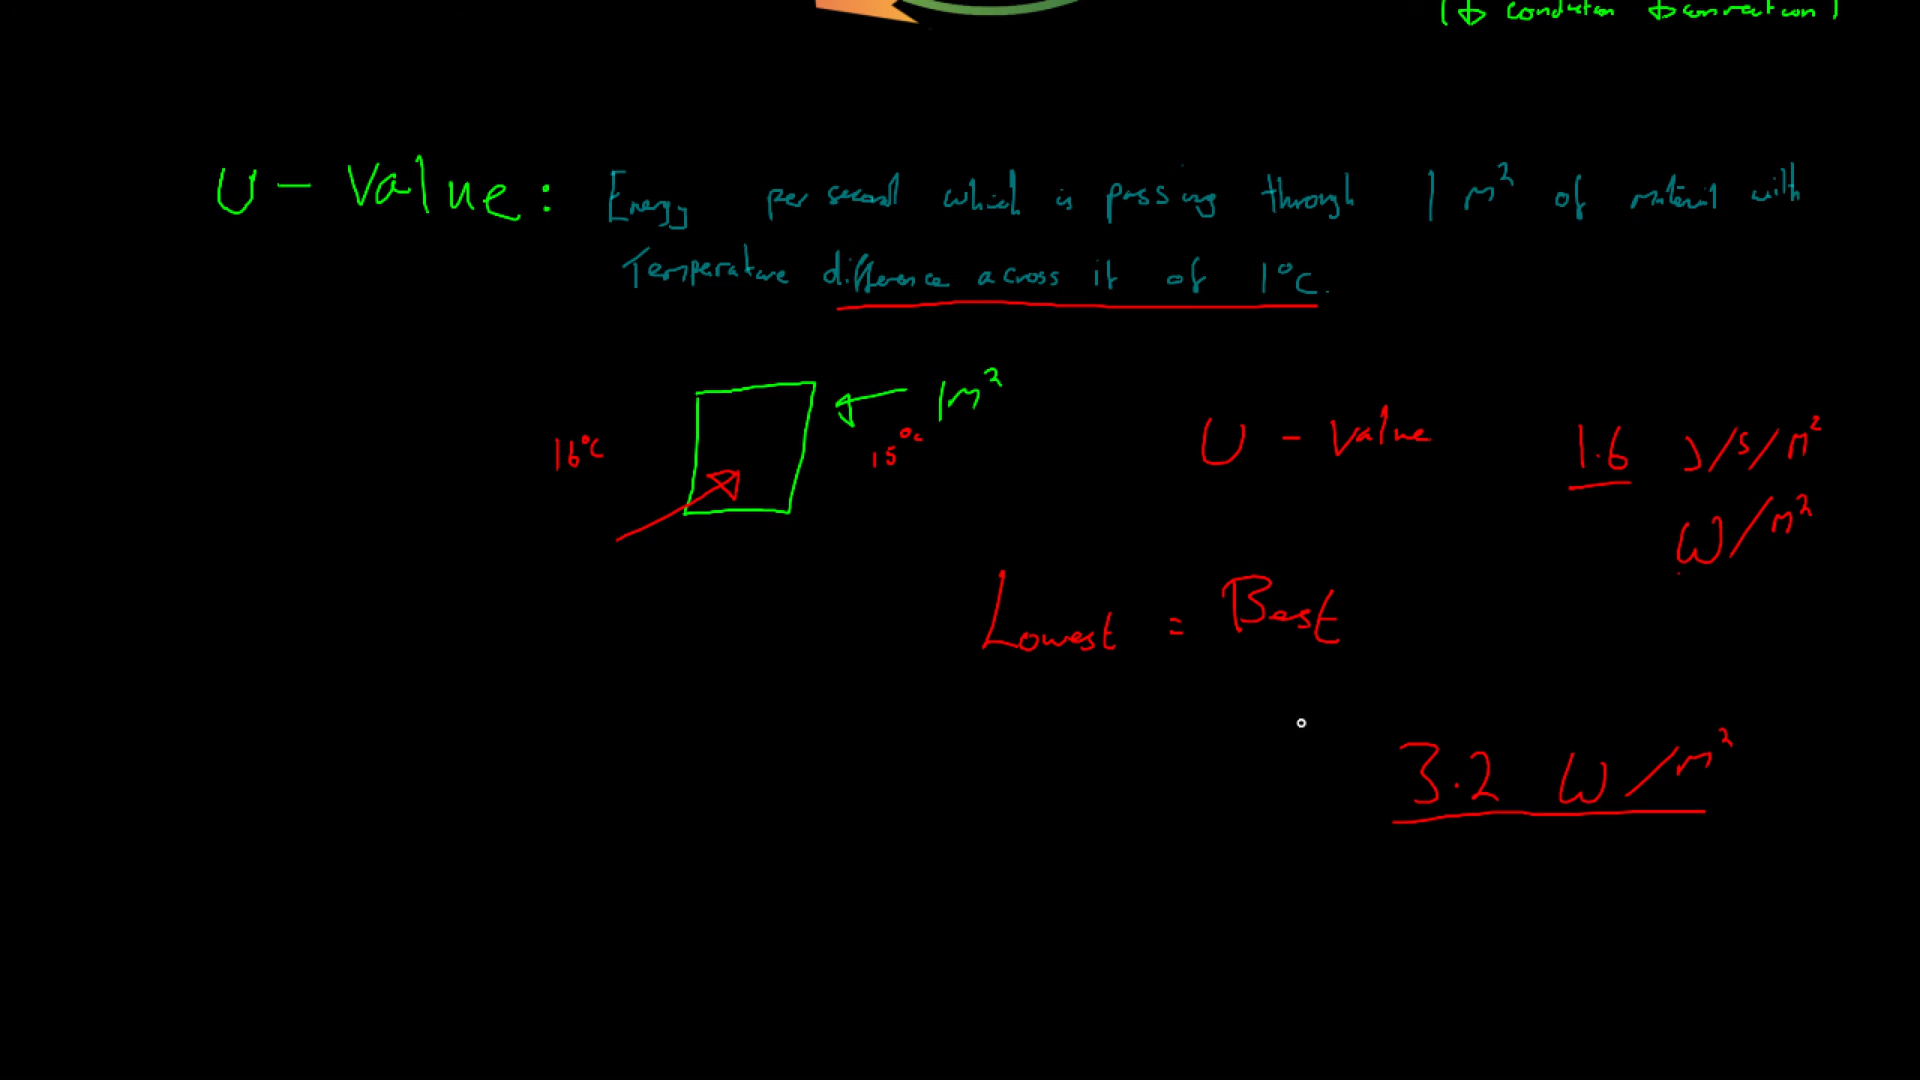 (↓ conduction ↓ convection)
U - Value: Energy per second which is passing through 1 m² of material with
Temperature difference across it of 1°C.
1m²
16°C
15°C
U - Value 1.6 J/s/m²
W/m²
Lowest = Best
3.2 W/m²